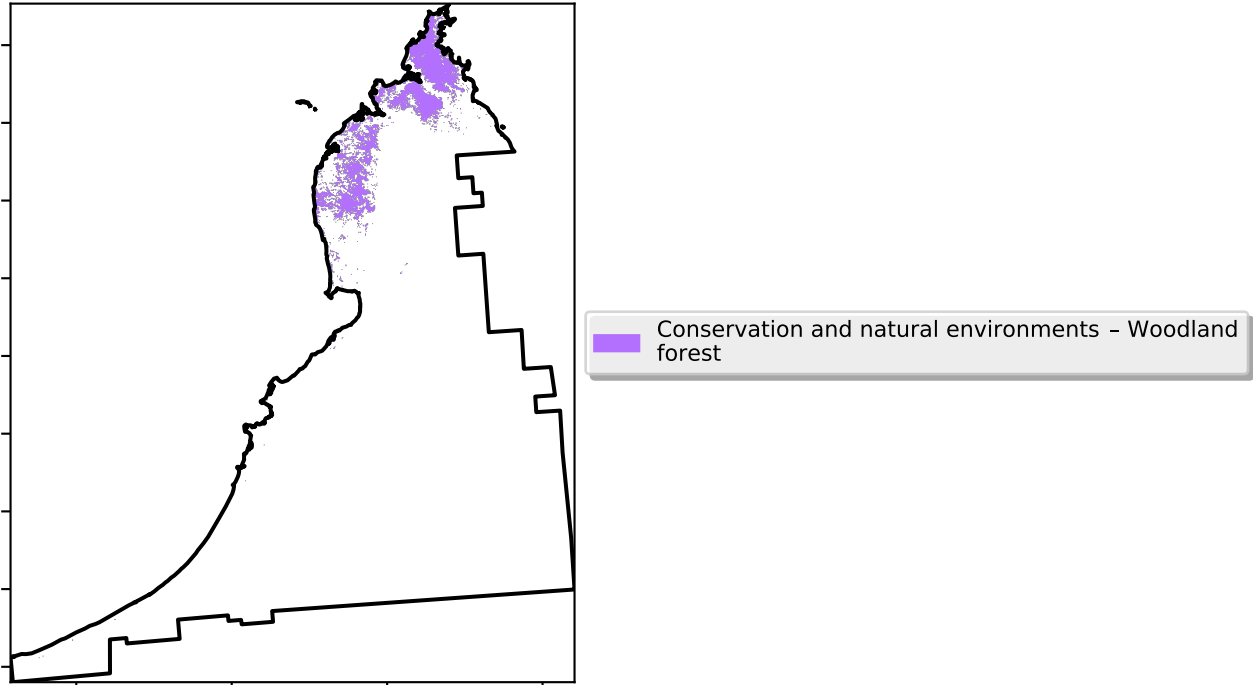 Conservation and natural environments – Woodland
forest